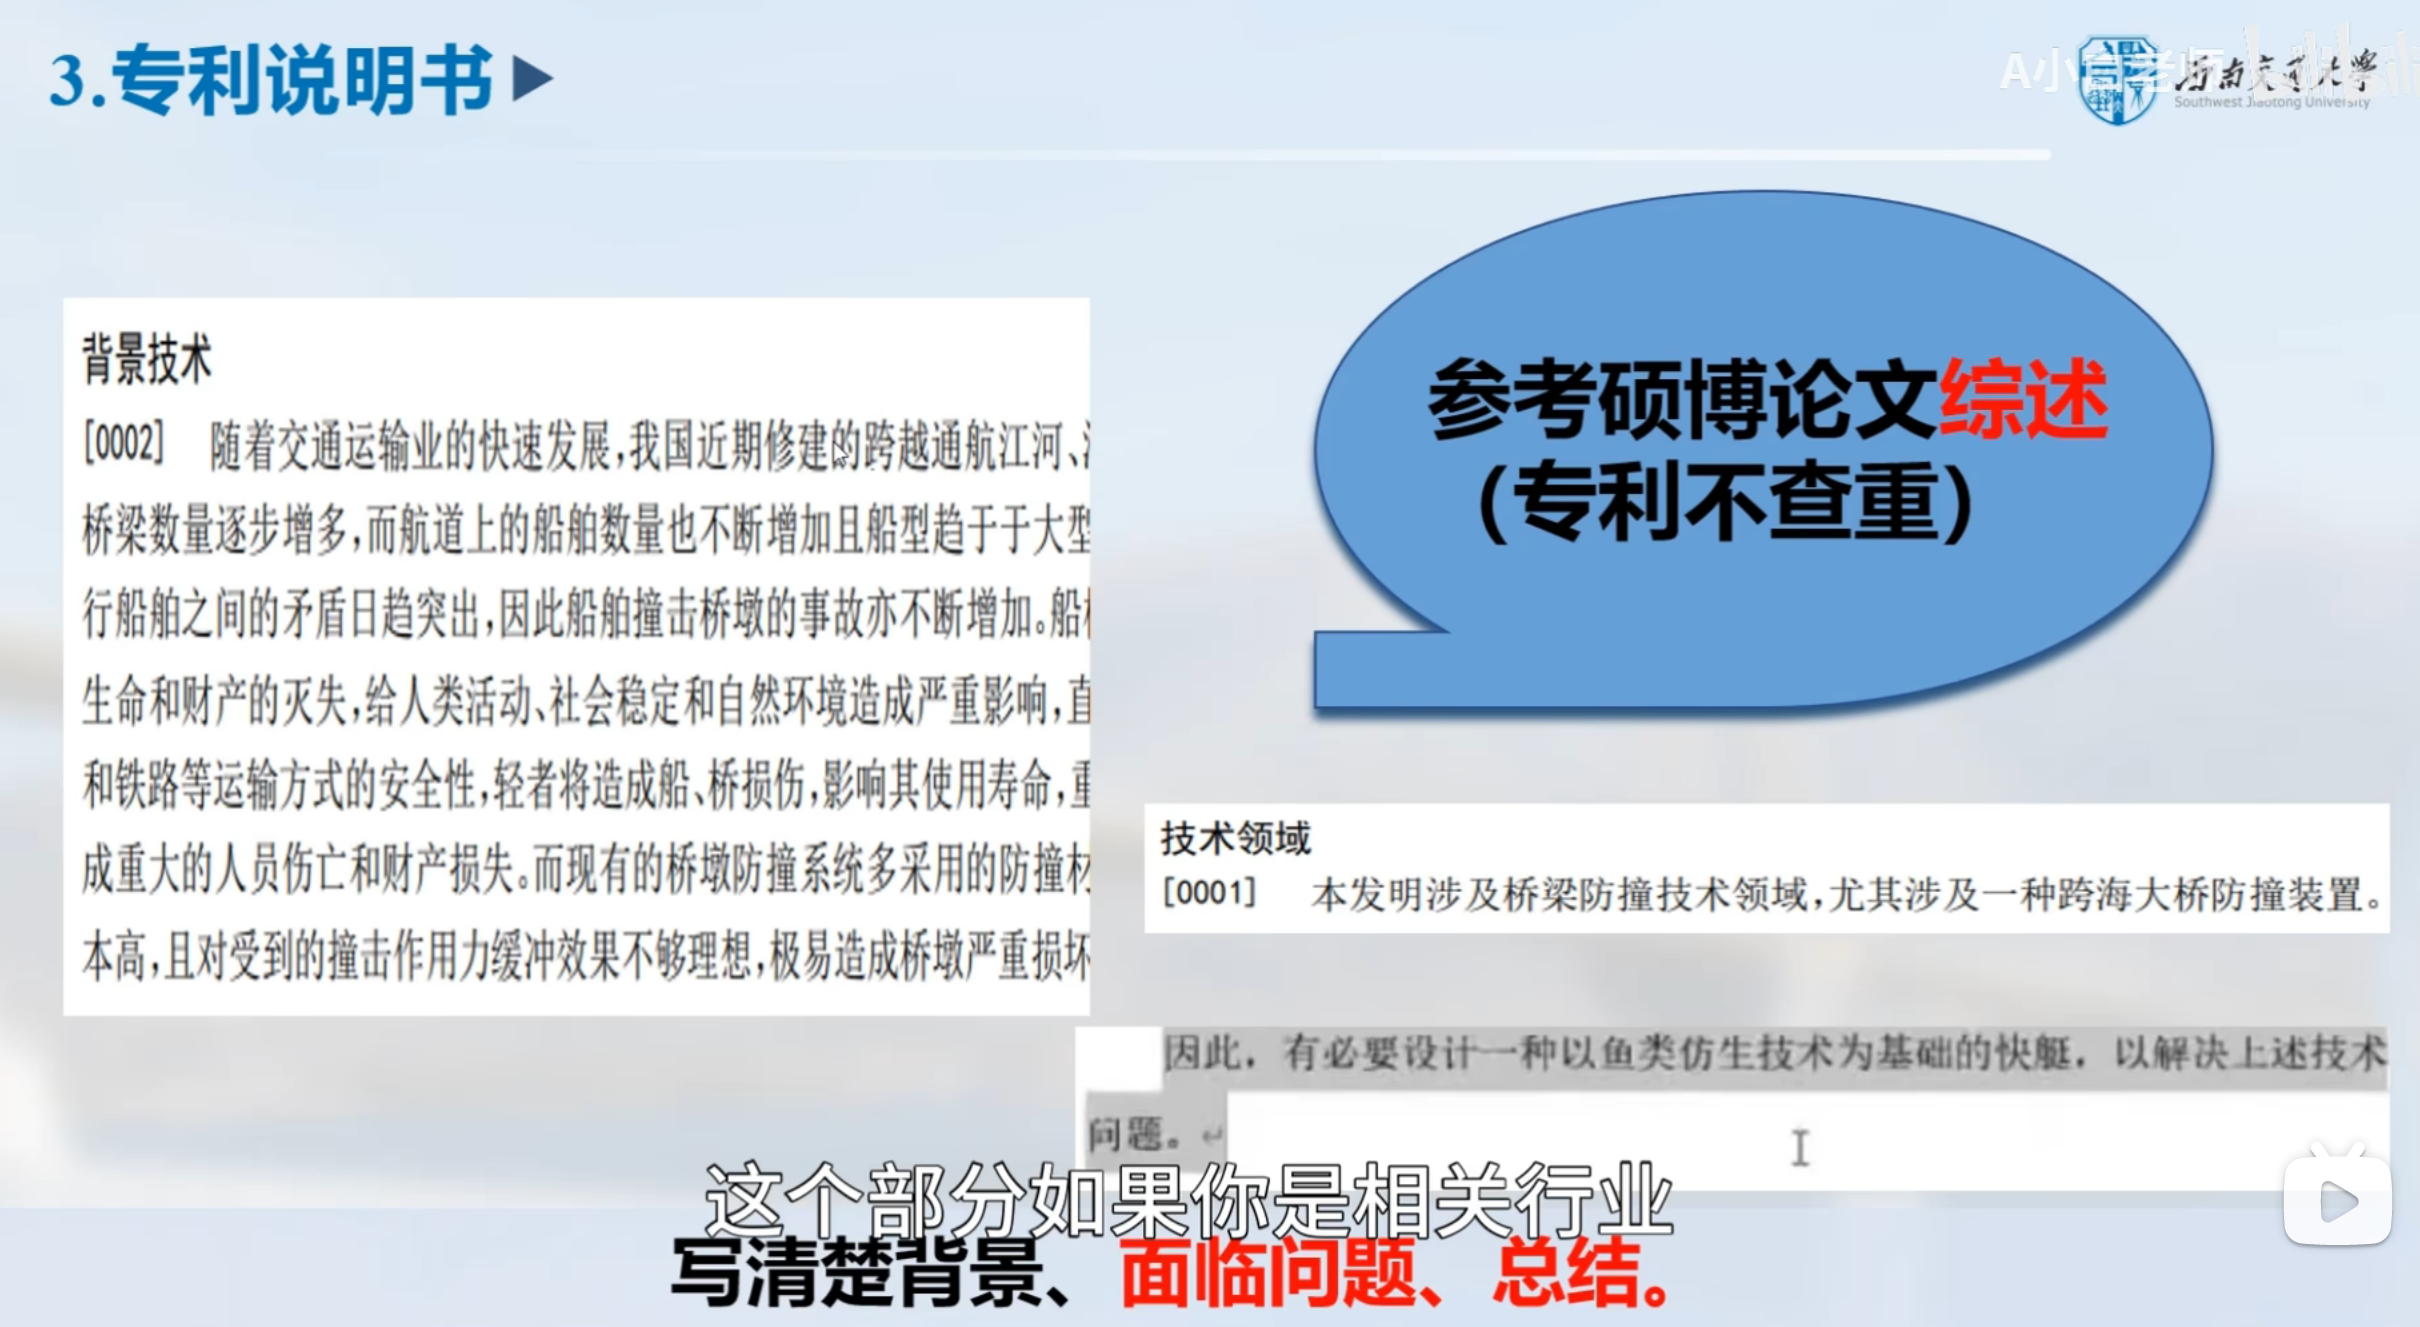 3.专利说明书
西南交通大学
Southwest Jiaotong University
背景技术
[0002] 随着交通运输业的快速发展,我国近期修建的跨越通航江河、
桥梁数量逐步增多,而航道上的船舶数量也不断增加且船型趋于于大型
行船舶之间的矛盾日趋突出,因此船舶撞击桥墩的事故亦不断增加。船
生命和财产的灭失,给人类活动、社会稳定和自然环境造成严重影响,直
和铁路等运输方式的安全性,轻者将造成船、桥损伤,影响其使用寿命,重
成重大的人员伤亡和财产损失。而现有的桥墩防撞系统多采用的防撞材
本高,且对受到的撞击作用力缓冲效果不够理想,极易造成桥墩严重损坏
参考硕博论文综述
(专利不查重)
技术领域
[0001] 本发明涉及桥梁防撞技术领域,尤其涉及一种跨海大桥防撞装置。
因此，有必要设计一种以鱼类仿生技术为基础的快艇，以解决上述技术
问题。
这个部分如果你是相关行业
写清楚背景、面临问题、总结。